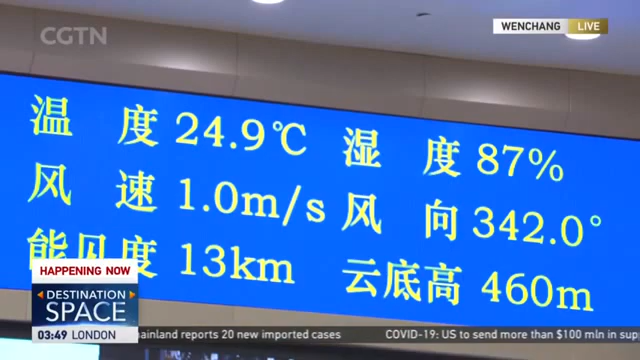 CGTN
WENCHANG LIVE
温 度 24.9℃ 湿 度 87%
风 速 1.0m/s 风 向 342.0°
能见度 13km 云底高 460m
HAPPENING NOW
DESTINATION
SPACE
03:49 LONDON
ainland reports 20 new imported cases COVID-19: US to send more than $100 mln in sup